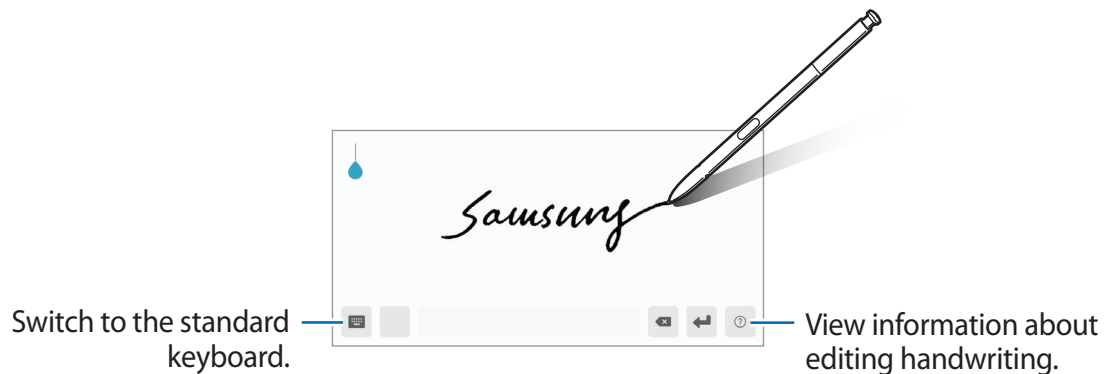 Samsung
Switch to the standard
keyboard.
View information about
editing handwriting.